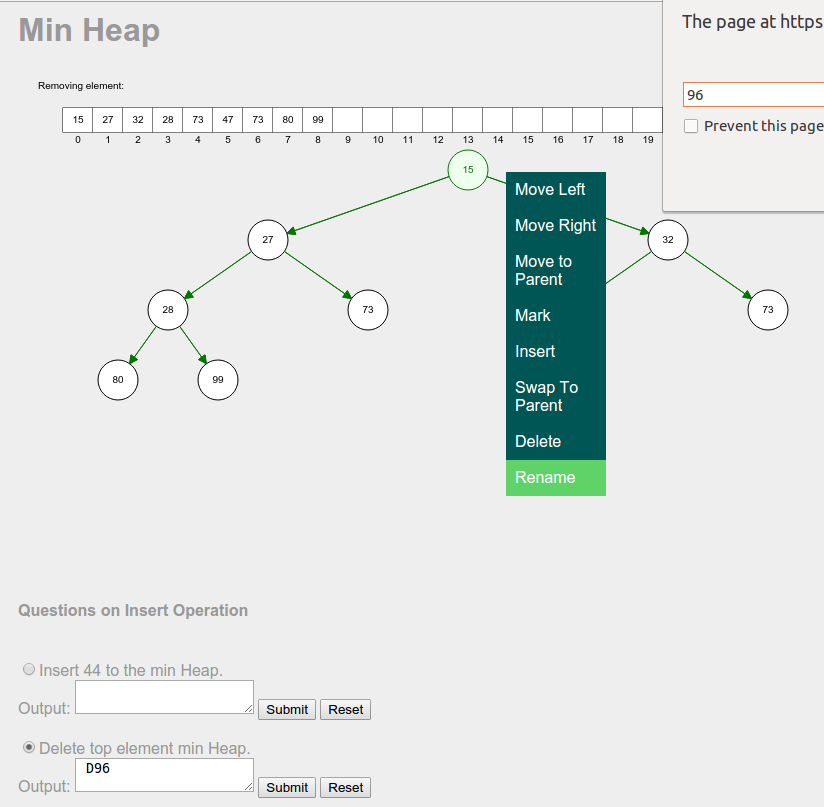 Min Heap
The page at https
Removing element:
96
Prevent this page
15 27 32 28 73 47 73 80 99
0 1 2 3 4 5 6 7 8 9 10 11 12 13 14 15 16 17 18 19
15
Move Left
Move Right
27
32
Move to
Parent
28
73
73
Mark
Insert
80
99
Swap To
Parent
Delete
Rename
Questions on Insert Operation
Insert 44 to the min Heap.
Output:
Submit
Reset
Delete top element min Heap.
D96
Output:
Submit
Reset